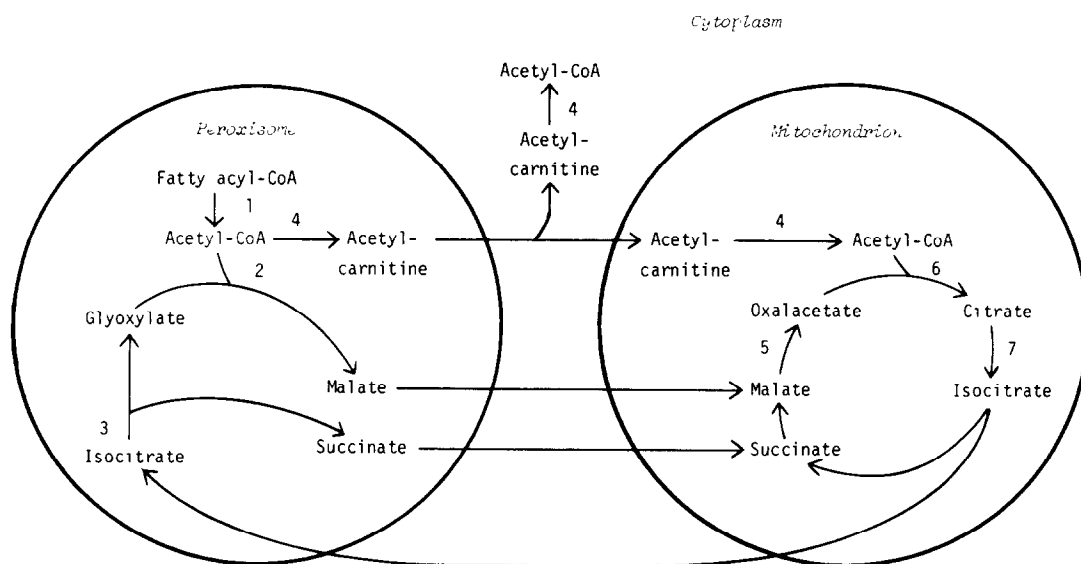 Cytoplasm
Acetyl-CoA
4
Acetyl-
carnitine
Peroxisome
Fatty acyl-CoA
1
Acetyl-CoA
4
Acetyl-
carnitine
2
Glyoxylate
Malate
3
Succinate
Isocitrate
Mitochondrion
Acetyl-
carnitine
4
Acetyl-CoA
6
Oxalacetate
Citrate
5
7
Malate
Isocitrate
Succinate